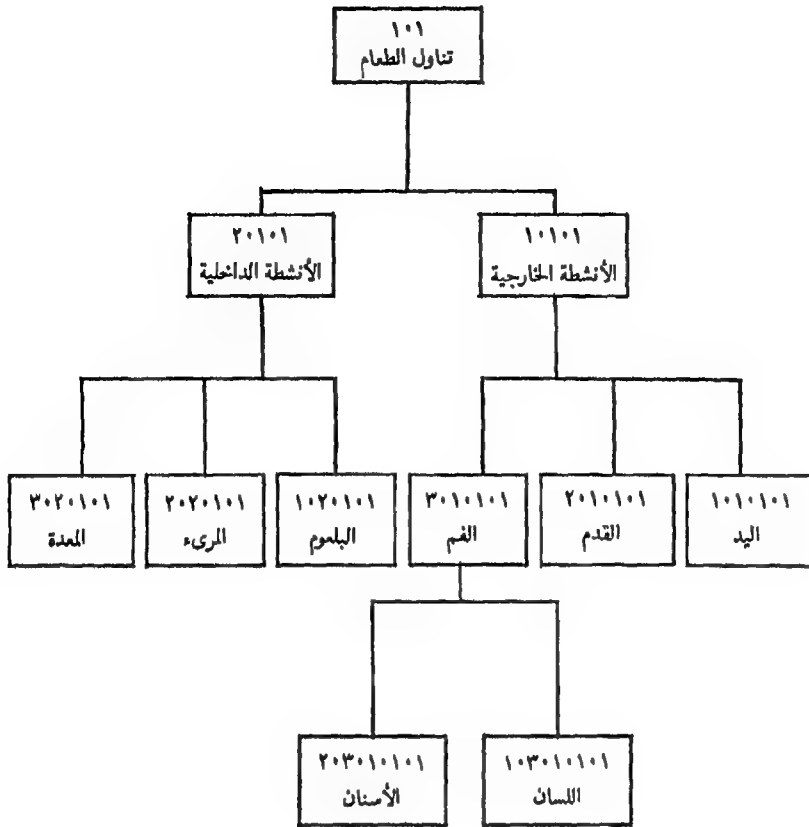 ١٠١
تناول الطعام
١٠١٠١
الأنشطة الخارجية
٢٠١٠١
الأنشطة الداخلية
١٠١٠١٠١
اليد
٢٠١٠١٠١
القدم
٣٠١٠١٠١
الفم
١٠٢٠١٠١
البلعوم
٢٠٢٠١٠١
المريء
٣٠٢٠١٠١
المعدة
١٠٣٠١٠١٠١
اللسان
٢٠٣٠١٠١٠١
الأسنان